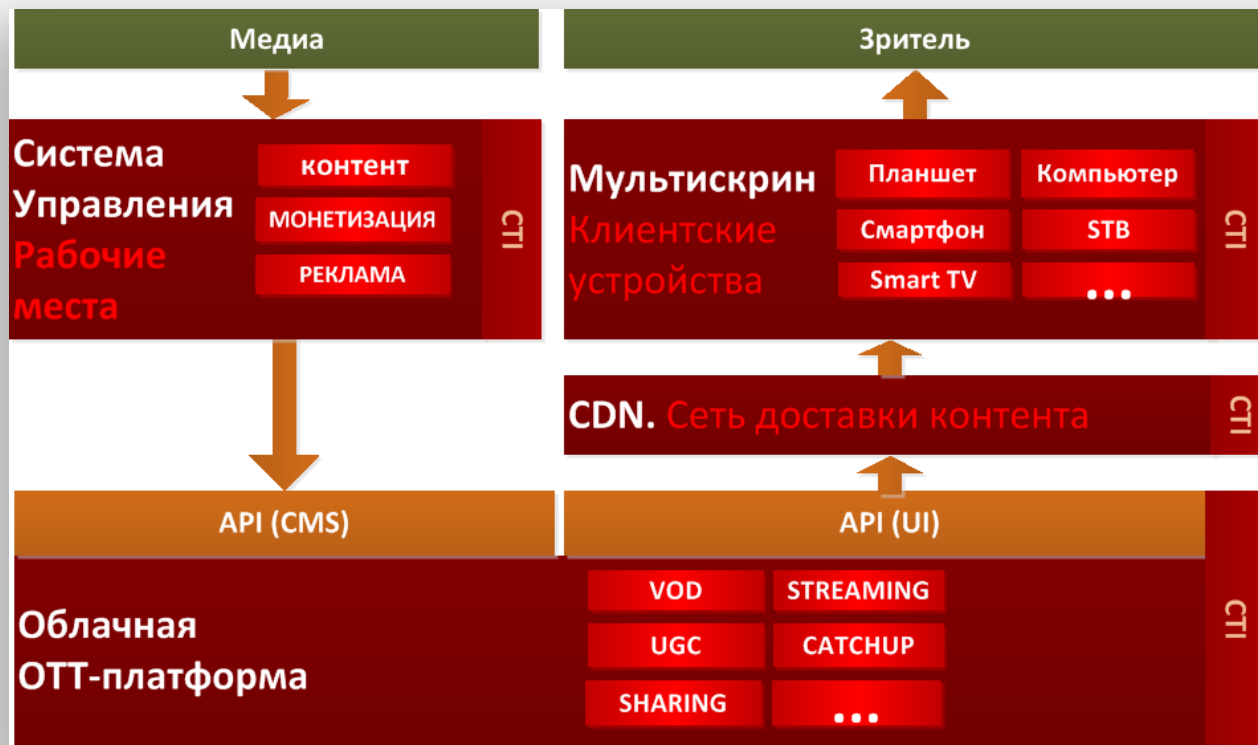 Медиа
Зритель
Система
Управления
Рабочие
места
контент
МОНЕТИЗАЦИЯ
РЕКЛАМА
CTI
Мультискрин
Клиентские
устройства
Планшет
Компьютер
Смартфон
STB
Smart TV
...
CTI
CDN. Сеть доставки контента
CTI
API (CMS)
API (UI)
Облачная
ОТТ-платформа
VOD
STREAMING
UGC
CATCHUP
SHARING
...
CTI